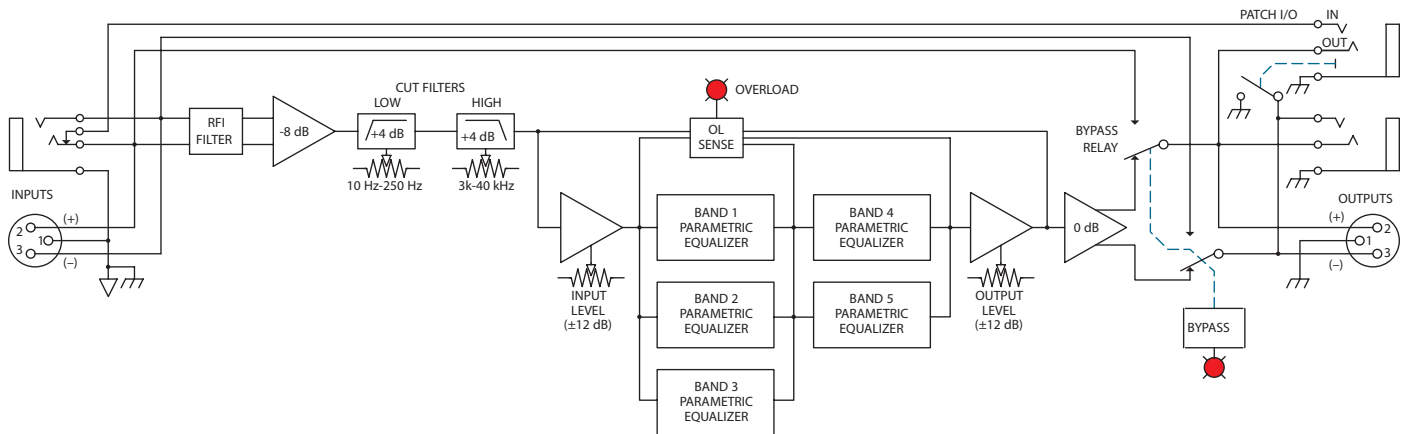 PATCH I/O
IN
OUT
CUT FILTERS
LOW
HIGH
OVERLOAD
RFI
FILTER
-8 dB
+4 dB
+4 dB
OL
SENSE
BYPASS
RELAY
10 Hz-250 Hz
3k-40 kHz
INPUTS
(+)
2
1
3
(–)
BAND 1
PARAMETRIC
EQUALIZER
BAND 4
PARAMETRIC
EQUALIZER
0 dB
OUTPUTS
(+)
2
1
3
(–)
INPUT
LEVEL
(±12 dB)
BAND 2
PARAMETRIC
EQUALIZER
BAND 5
PARAMETRIC
EQUALIZER
OUTPUT
LEVEL
(±12 dB)
BYPASS
BAND 3
PARAMETRIC
EQUALIZER